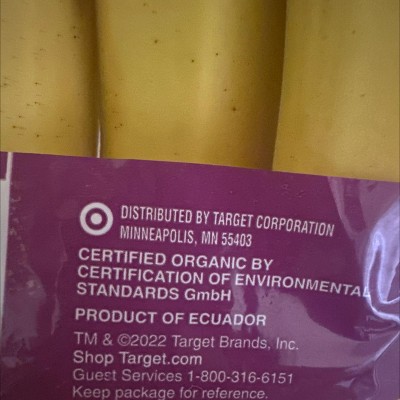 DISTRIBUTED BY TARGET CORPORATION
MINNEAPOLIS, MN 55403
CERTIFIED ORGANIC BY
CERTIFICATION OF ENVIRONMENTAL
STANDARDS GmbH
PRODUCT OF ECUADOR
TM & ©2022 Target Brands, Inc.
Shop Target.com
Guest Services 1-800-316-6151
Keep package for reference.